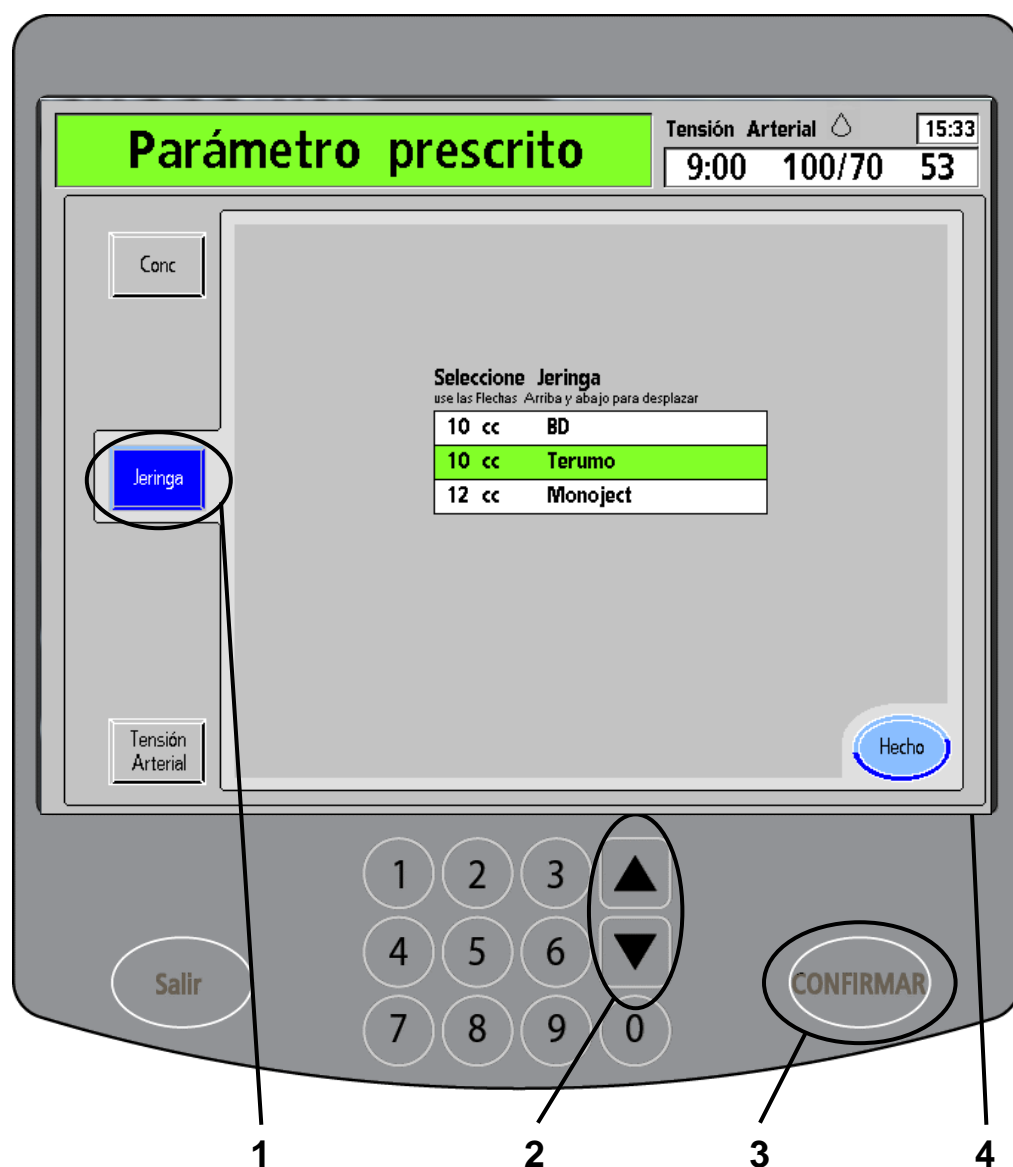 Parámetro prescrito
Tensión Arterial
15:33
9:00 100/70 53
Conc
Seleccione Jeringa
use las Flechas Arriba y abajo para desplazar
10 cc BD
10 cc Terumo
12 cc Monoject
Jeringa
Tensión
Arterial
Hecho
1 2 3
4 5 6
7 8 9 0
Salir
CONFIRMAR
1 2 3 4